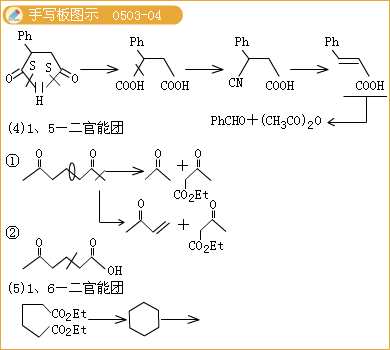 手写板图示 0503-04
Ph Ph Ph Ph
S S
O O
H
COOH COOH CN COOH COOH
PhCHO+(CH₃CO)₂O
(4)1、5一二官能团
① O O O + O
CO₂Et
O + O
CO₂Et
② O O
OH
(5)1、6一二官能团
CO₂Et
CO₂Et